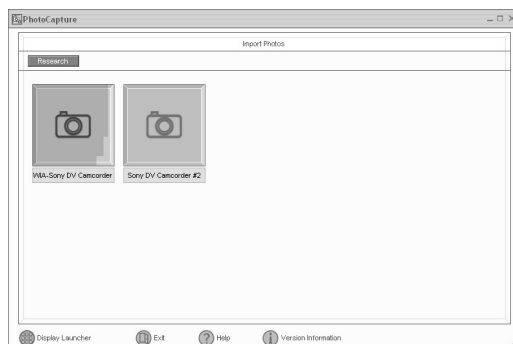 PhotoCapture
Import Photos
Research
WIA-Sony DV Camcorder
Sony DV Camcorder #2
Display Launcher
Exit
Help
Version Information